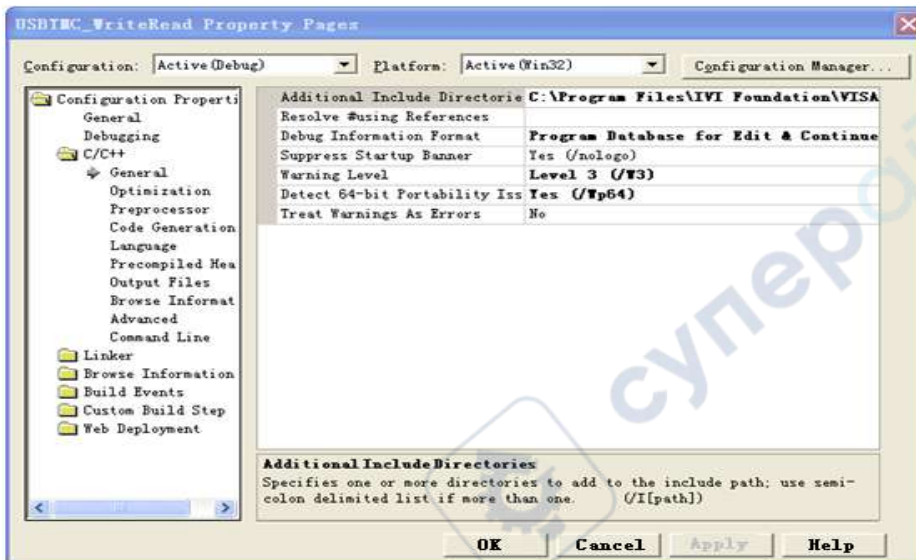 USBTMC_WriteRead Property Pages
Configuration: Active(Debug) Platform: Active(Win32) Configuration Manager...
Configuration Properti
General
Debugging
C/C++
General
Optimization
Preprocessor
Code Generation
Language
Precompiled Hea
Output Files
Browse Informat
Advanced
Command Line
Linker
Browse Information
Build Events
Custom Build Step
Web Deployment
Additional Include Directorie C:\Program Files\IVI Foundation\VISA
Resolve #using References
Debug Information Format Program Database for Edit & Continue
Suppress Startup Banner Yes (/nologo)
Warning Level Level 3 (/W3)
Detect 64-bit Portability Iss Yes (/Wp64)
Treat Warnings As Errors No
AdditionalIncludeDirectories
Specifies one or more directories to add to the include path; use semi-
colon delimited list if more than one. (/I[path])
OK Cancel Apply Help
супер